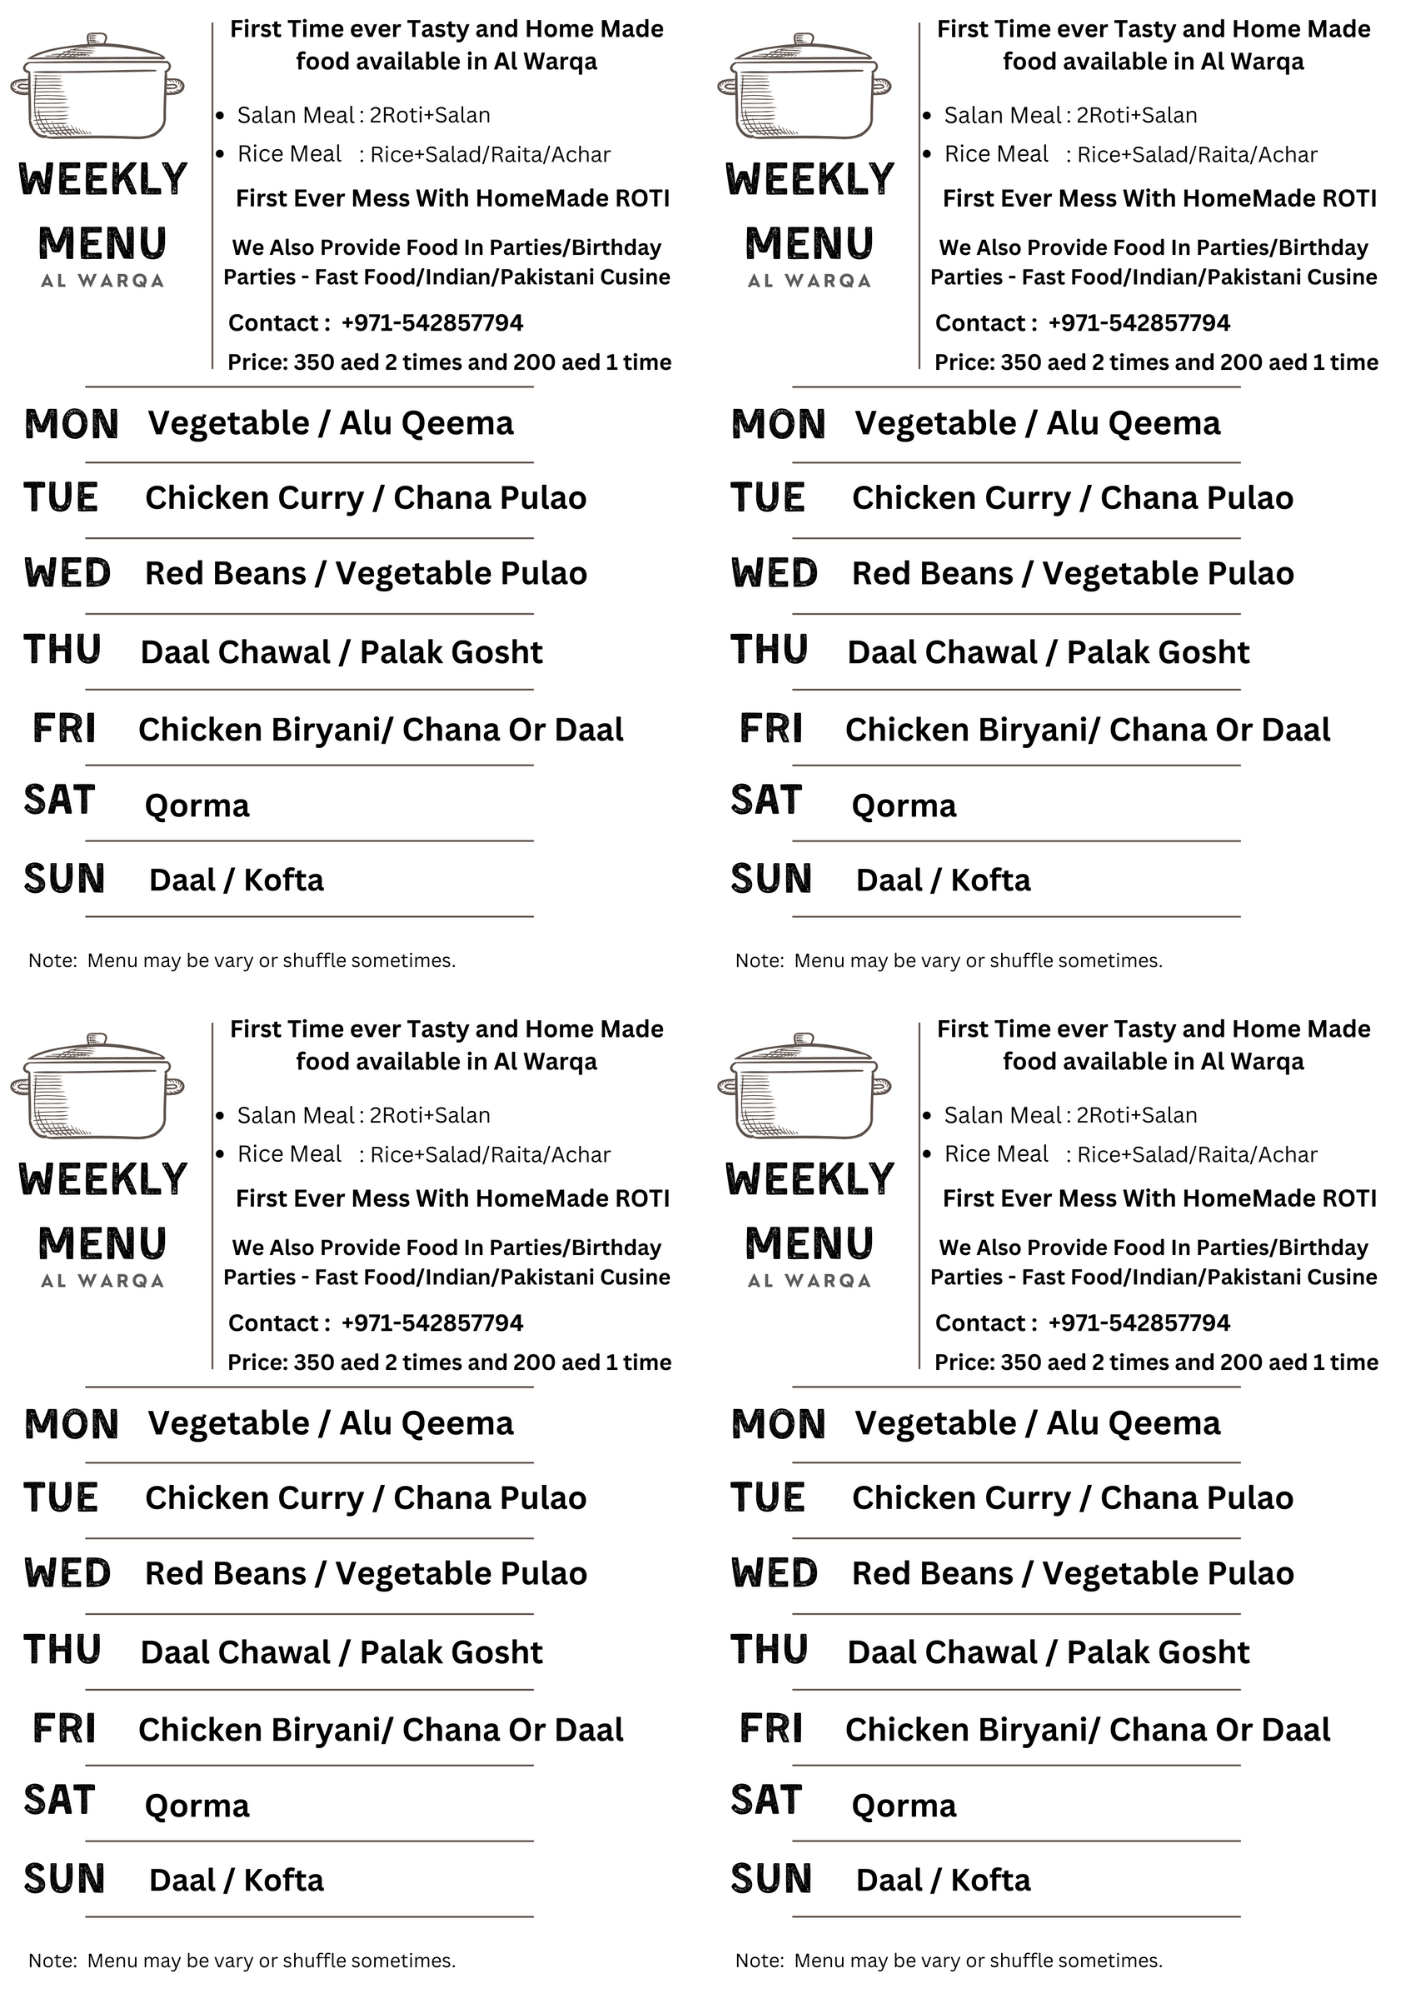 First Time ever Tasty and Home Made
food available in Al Warqa
• Salan Meal : 2Roti+Salan
• Rice Meal : Rice+Salad/Raita/Achar
WEEKLY
MENU
AL WARQA
First Ever Mess With HomeMade ROTI
We Also Provide Food In Parties/Birthday
Parties - Fast Food/Indian/Pakistani Cusine
Contact : +971-542857794
Price: 350 aed 2 times and 200 aed 1 time
MON Vegetable / Alu Qeema
TUE Chicken Curry / Chana Pulao
WED Red Beans / Vegetable Pulao
THU Daal Chawal / Palak Gosht
FRI Chicken Biryani/ Chana Or Daal
SAT Qorma
SUN Daal / Kofta
Note: Menu may be vary or shuffle sometimes.
First Time ever Tasty and Home Made
food available in Al Warqa
• Salan Meal : 2Roti+Salan
• Rice Meal : Rice+Salad/Raita/Achar
WEEKLY
MENU
AL WARQA
First Ever Mess With HomeMade ROTI
We Also Provide Food In Parties/Birthday
Parties - Fast Food/Indian/Pakistani Cusine
Contact : +971-542857794
Price: 350 aed 2 times and 200 aed 1 time
MON Vegetable / Alu Qeema
TUE Chicken Curry / Chana Pulao
WED Red Beans / Vegetable Pulao
THU Daal Chawal / Palak Gosht
FRI Chicken Biryani/ Chana Or Daal
SAT Qorma
SUN Daal / Kofta
Note: Menu may be vary or shuffle sometimes.
First Time ever Tasty and Home Made
food available in Al Warqa
• Salan Meal : 2Roti+Salan
• Rice Meal : Rice+Salad/Raita/Achar
WEEKLY
MENU
AL WARQA
First Ever Mess With HomeMade ROTI
We Also Provide Food In Parties/Birthday
Parties - Fast Food/Indian/Pakistani Cusine
Contact : +971-542857794
Price: 350 aed 2 times and 200 aed 1 time
MON Vegetable / Alu Qeema
TUE Chicken Curry / Chana Pulao
WED Red Beans / Vegetable Pulao
THU Daal Chawal / Palak Gosht
FRI Chicken Biryani/ Chana Or Daal
SAT Qorma
SUN Daal / Kofta
Note: Menu may be vary or shuffle sometimes.
First Time ever Tasty and Home Made
food available in Al Warqa
• Salan Meal : 2Roti+Salan
• Rice Meal : Rice+Salad/Raita/Achar
WEEKLY
MENU
AL WARQA
First Ever Mess With HomeMade ROTI
We Also Provide Food In Parties/Birthday
Parties - Fast Food/Indian/Pakistani Cusine
Contact : +971-542857794
Price: 350 aed 2 times and 200 aed 1 time
MON Vegetable / Alu Qeema
TUE Chicken Curry / Chana Pulao
WED Red Beans / Vegetable Pulao
THU Daal Chawal / Palak Gosht
FRI Chicken Biryani/ Chana Or Daal
SAT Qorma
SUN Daal / Kofta
Note: Menu may be vary or shuffle sometimes.